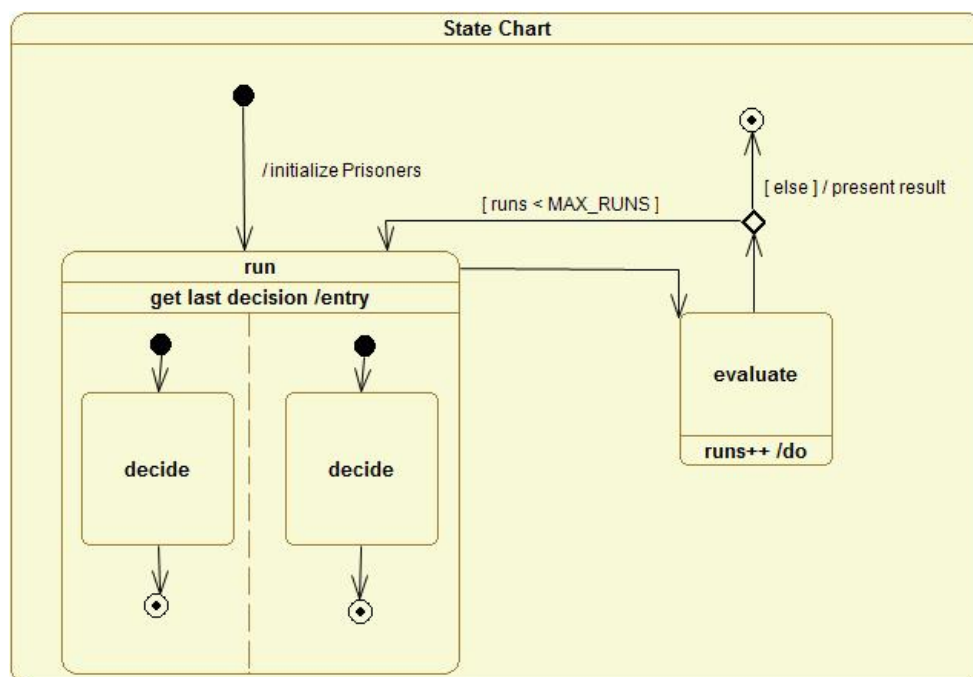 State Chart
/ initialize Prisoners
[ else ] / present result
[ runs < MAX_RUNS ]
run
get last decision /entry
evaluate
decide
decide
runs++ /do